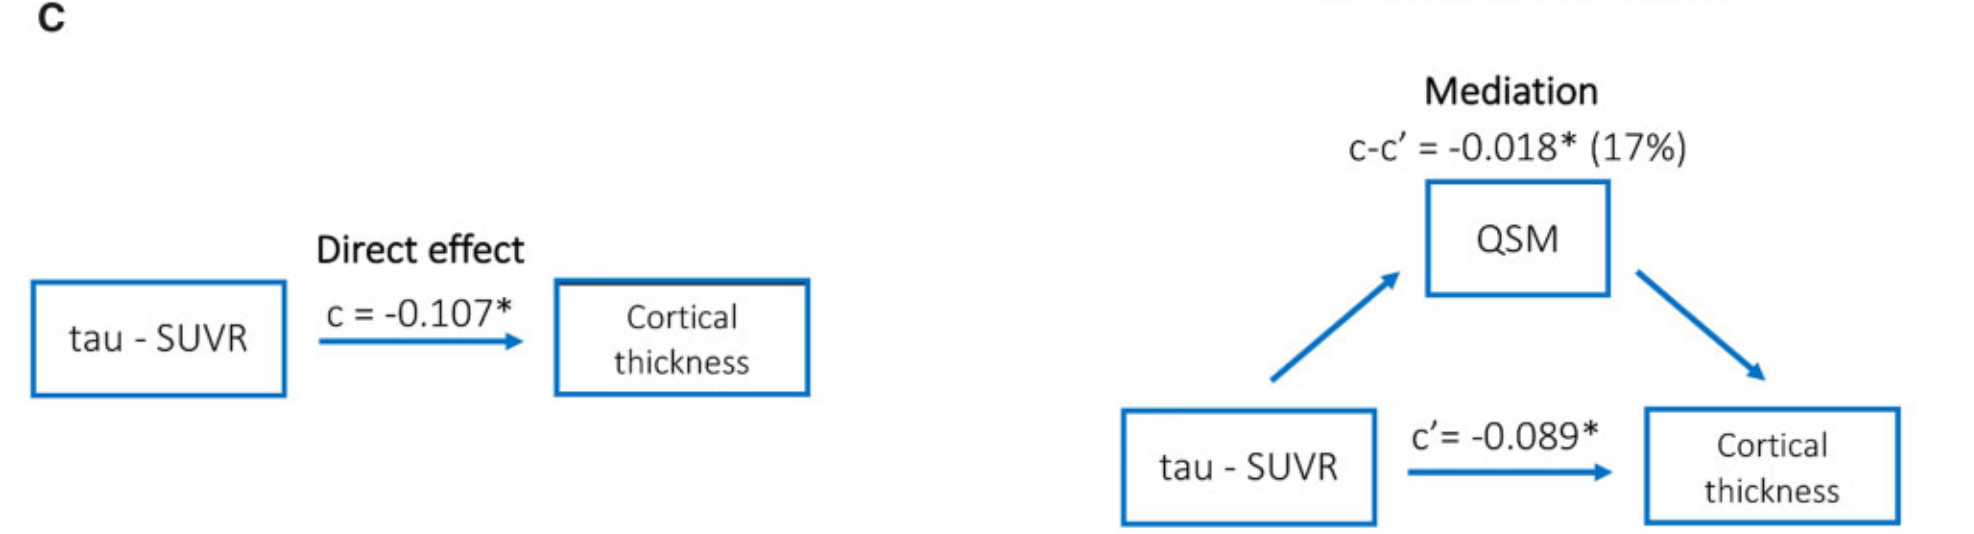 C
Direct effect
c = -0.107*
tau - SUVR
Cortical
thickness
Mediation
c-c’ = -0.018* (17%)
QSM
c’= -0.089*
tau - SUVR
Cortical
thickness